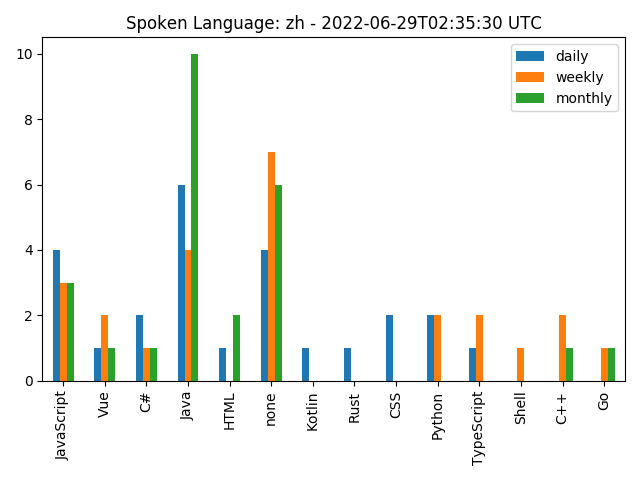 Spoken Language: zh - 2022-06-29T02:35:30 UTC
daily
weekly
monthly
10
8
6
4
2
0
JavaScript
Vue
C#
Java
HTML
none
Kotlin
Rust
CSS
Python
TypeScript
Shell
C++
Go